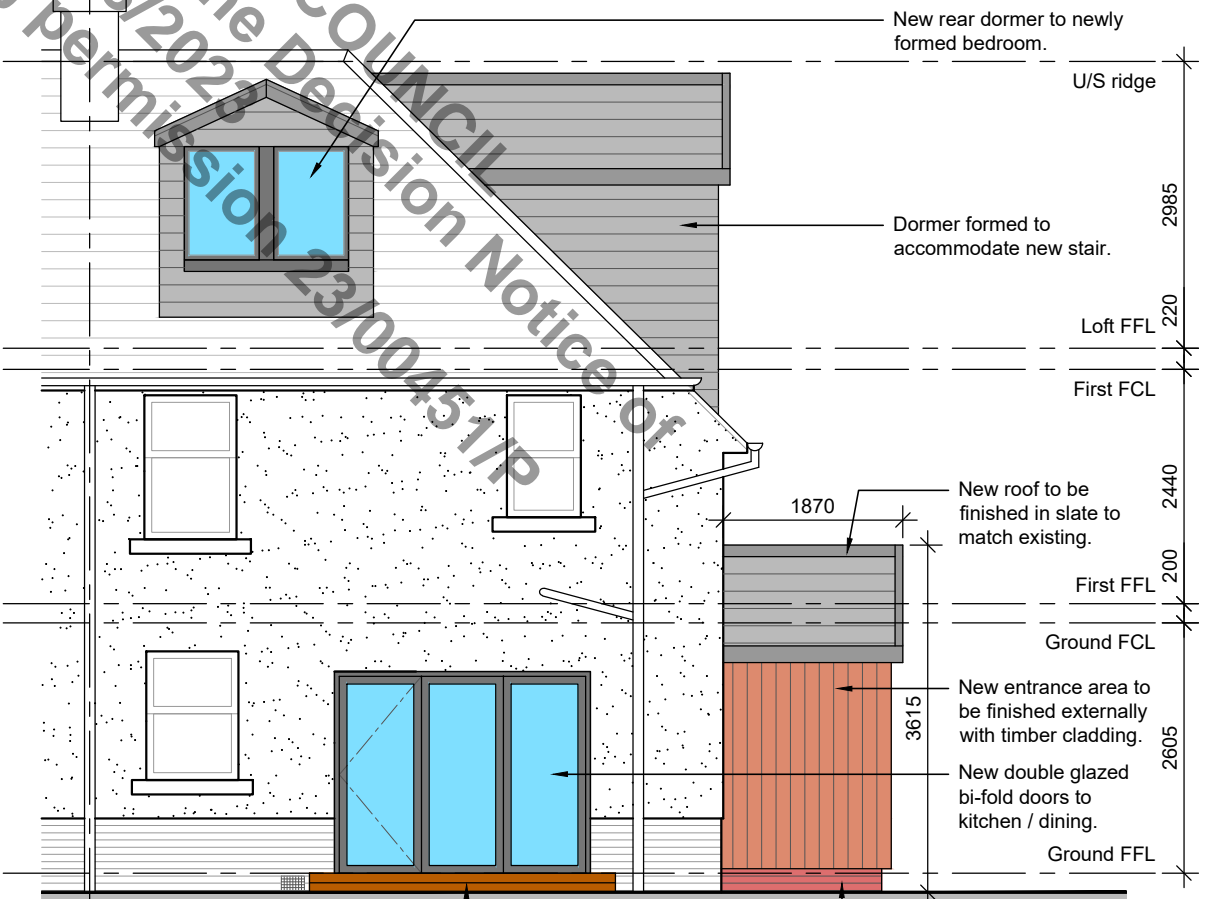 New rear dormer to newly
formed bedroom.
U/S ridge
2985
Dormer formed to
accommodate new stair.
220
Loft FFL
First FCL
2440
1870
New roof to be
finished in slate to
match existing.
200
First FFL
Ground FCL
New entrance area to
be finished externally
with timber cladding.
3615
2605
New double glazed
bi-fold doors to
kitchen / dining.
Ground FFL
COUNCIL
/2023
Decision Notice of
permission 23/00451/P